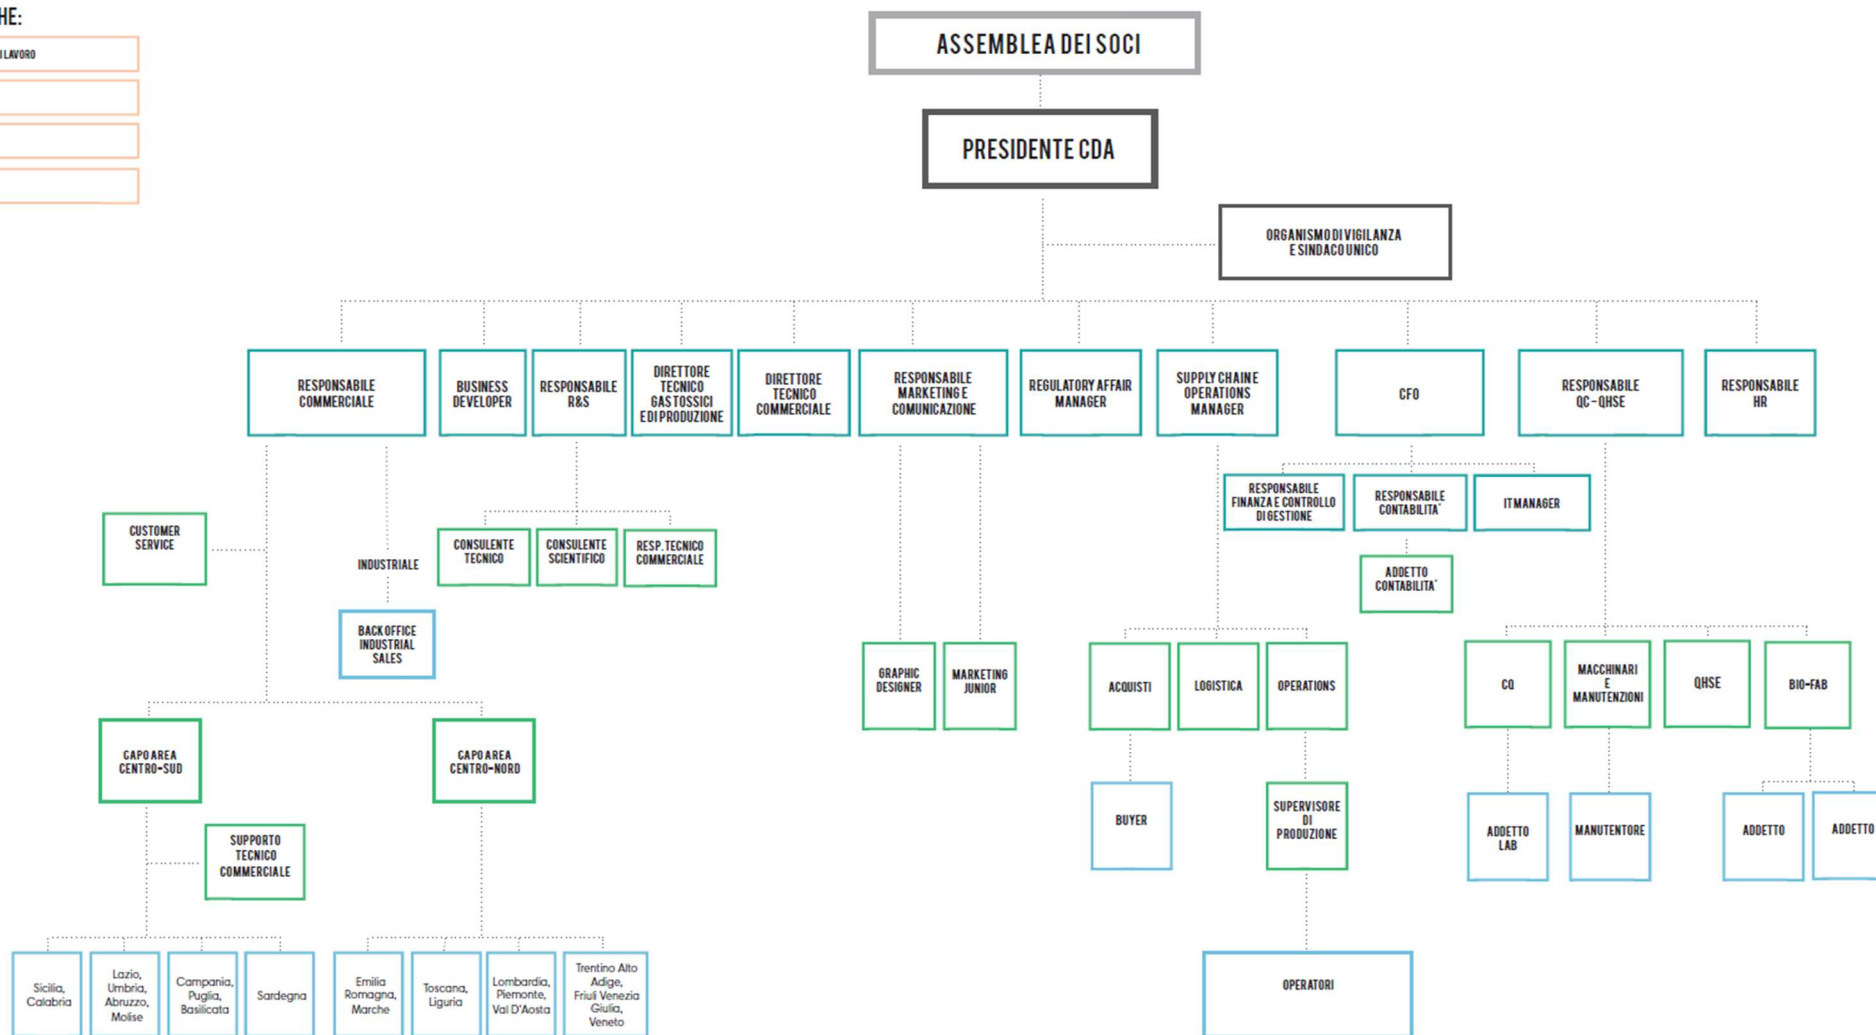 HE:
I LAVORO
ASSEMBLEA DEI SOCI
PRESIDENTE CDA
ORGANISMO DI VIGILANZA
E SINDACO UNICO
RESPONSABILE
COMMERCIALE
BUSINESS
DEVELOPER
RESPONSABILE
R&S
DIRETTORE
TECNICO
GAS TOSSICI
E DI PRODUZIONE
DIRETTORE
TECNICO
COMMERCIALE
RESPONSABILE
MARKETING E
COMUNICAZIONE
REGULATORY AFFAIR
MANAGER
SUPPLY CHAIN E
OPERATIONS
MANAGER
CFO
RESPONSABILE
QC-QHSE
RESPONSABILE
HR
RESPONSABILE
FINANZA E CONTROLLO
DI GESTIONE
RESPONSABILE
CONTABILITA'
IT MANAGER
CUSTOMER
SERVICE
INDUSTRIALE
CONSULENTE
TECNICO
CONSULENTE
SCIENTIFICO
RESP. TECNICO
COMMERCIALE
ADDETTO
CONTABILITA'
BACK OFFICE
INDUSTRIAL
SALES
GRAPHIC
DESIGNER
MARKETING
JUNIOR
ACQUISTI
LOGISTICA
OPERATIONS
CQ
MACCHINARI
E
MANUTENZIONI
QHSE
BIO-FAB
CAPO AREA
CENTRO-SUD
CAPO AREA
CENTRO-NORD
BUYER
SUPERVISORE
DI
PRODUZIONE
ADDETTO
LAB
MANUTENTORE
ADDETTO
ADDETTO
SUPPORTO
TECNICO
COMMERCIALE
Sicilia,
Calabria
Lazio,
Umbria,
Abruzzo,
Molise
Campania,
Puglia,
Basilicata
Sardegna
Emilia
Romagna,
Marche
Toscana,
Liguria
Lombardia,
Piemonte,
Val D'Aosta
Trentino Alto
Adige,
Friuli Venezia
Giulia,
Veneto
OPERATORI